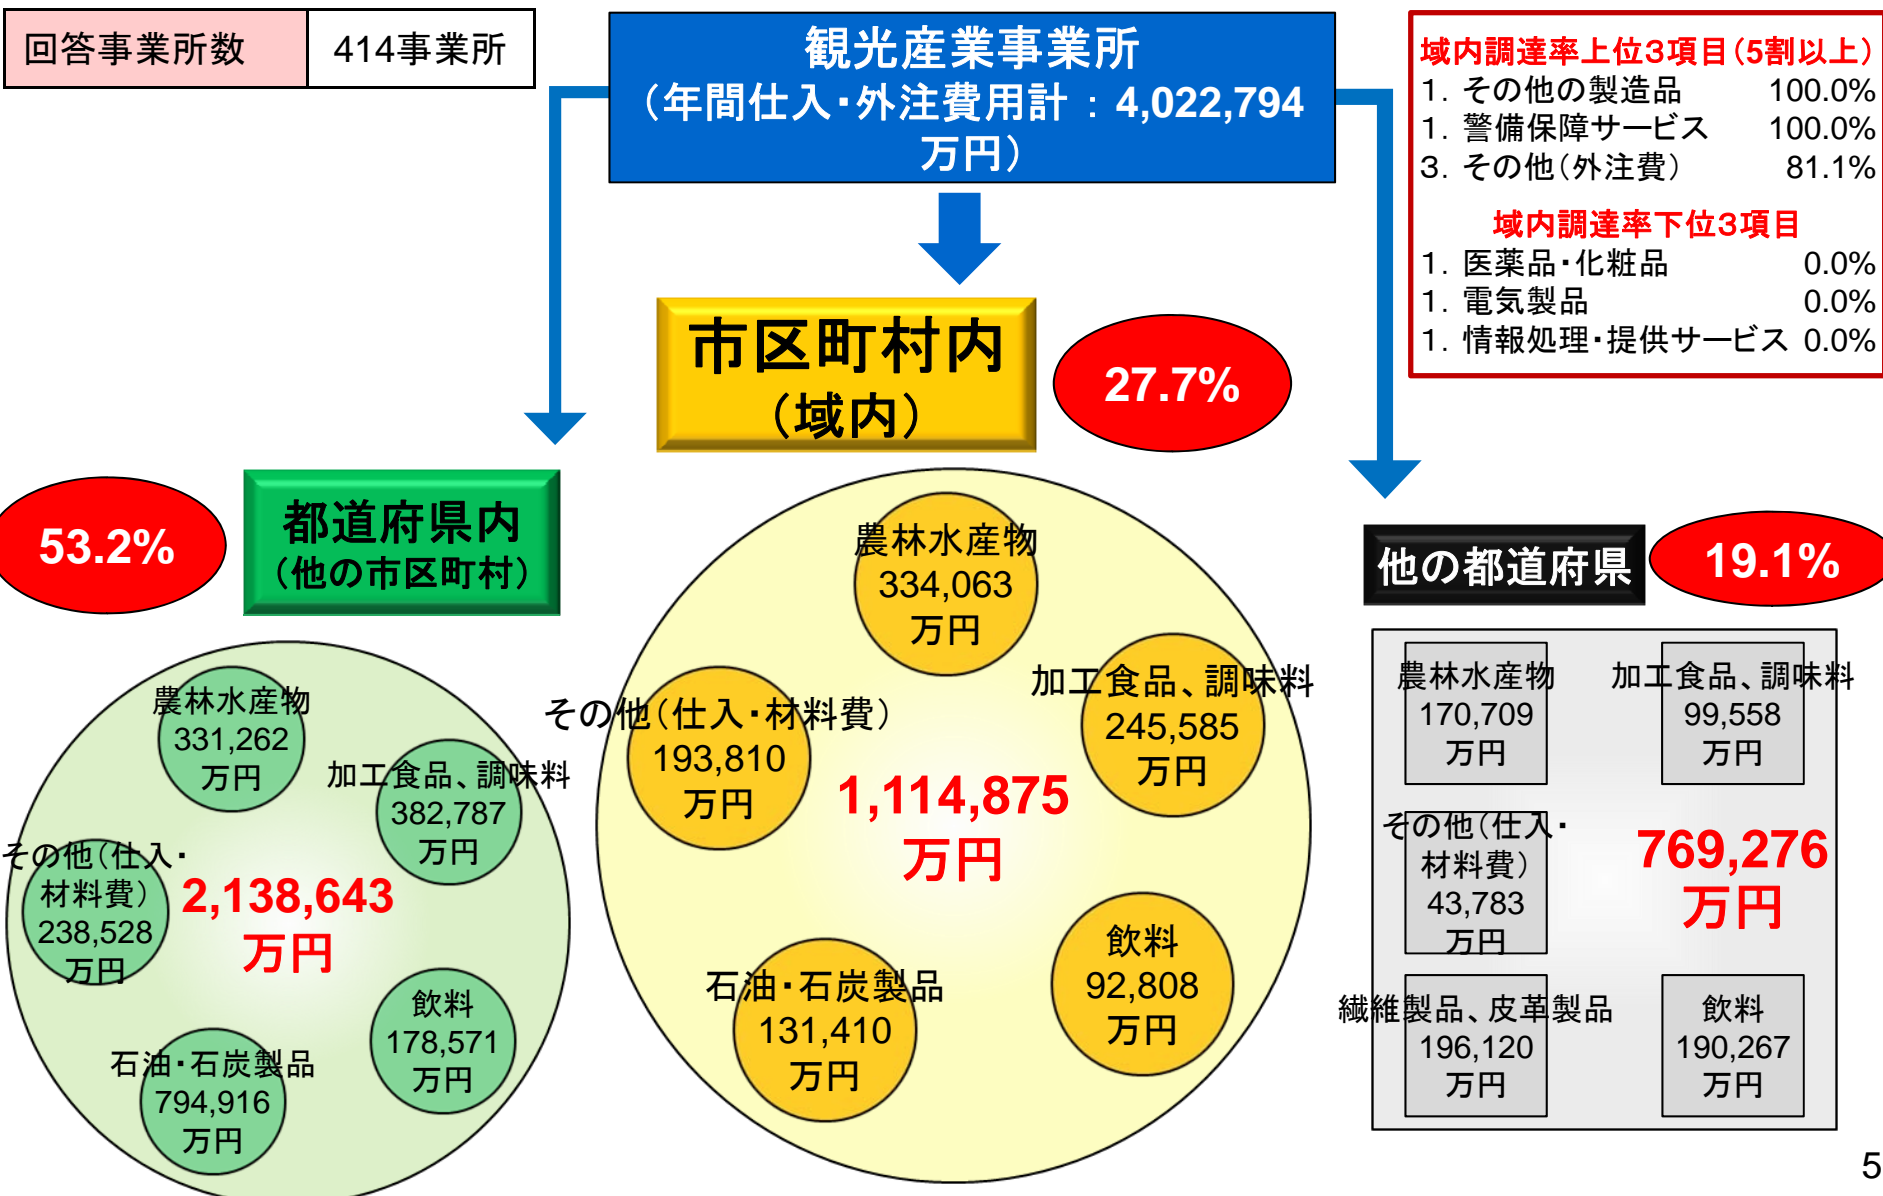 回答事業所数 414事業所
観光産業事業所
（年間仕入・外注費用計：4,022,794
万円）
域内調達率上位3項目（5割以上）
1. その他の製造品 100.0%
1. 警備保障サービス 100.0%
3. その他（外注費） 81.1%
域内調達率下位3項目
1. 医薬品・化粧品 0.0%
1. 電気製品 0.0%
1. 情報処理・提供サービス 0.0%
市区町村内
（域内）
27.7%
53.2%
都道府県内
（他の市区町村）
他の都道府県
19.1%
農林水産物
331,262
万円
加工食品、調味料
382,787
万円
その他（仕入・
材料費）
238,528
万円
2,138,643
万円
飲料
178,571
万円
石油・石炭製品
794,916
万円
農林水産物
334,063
万円
加工食品、調味料
245,585
万円
その他（仕入・材料費）
193,810
万円
1,114,875
万円
飲料
92,808
万円
石油・石炭製品
131,410
万円
農林水産物
170,709
万円
加工食品、調味料
99,558
万円
その他（仕入・
材料費）
43,783
万円
769,276
万円
繊維製品、皮革製品
196,120
万円
飲料
190,267
万円
5